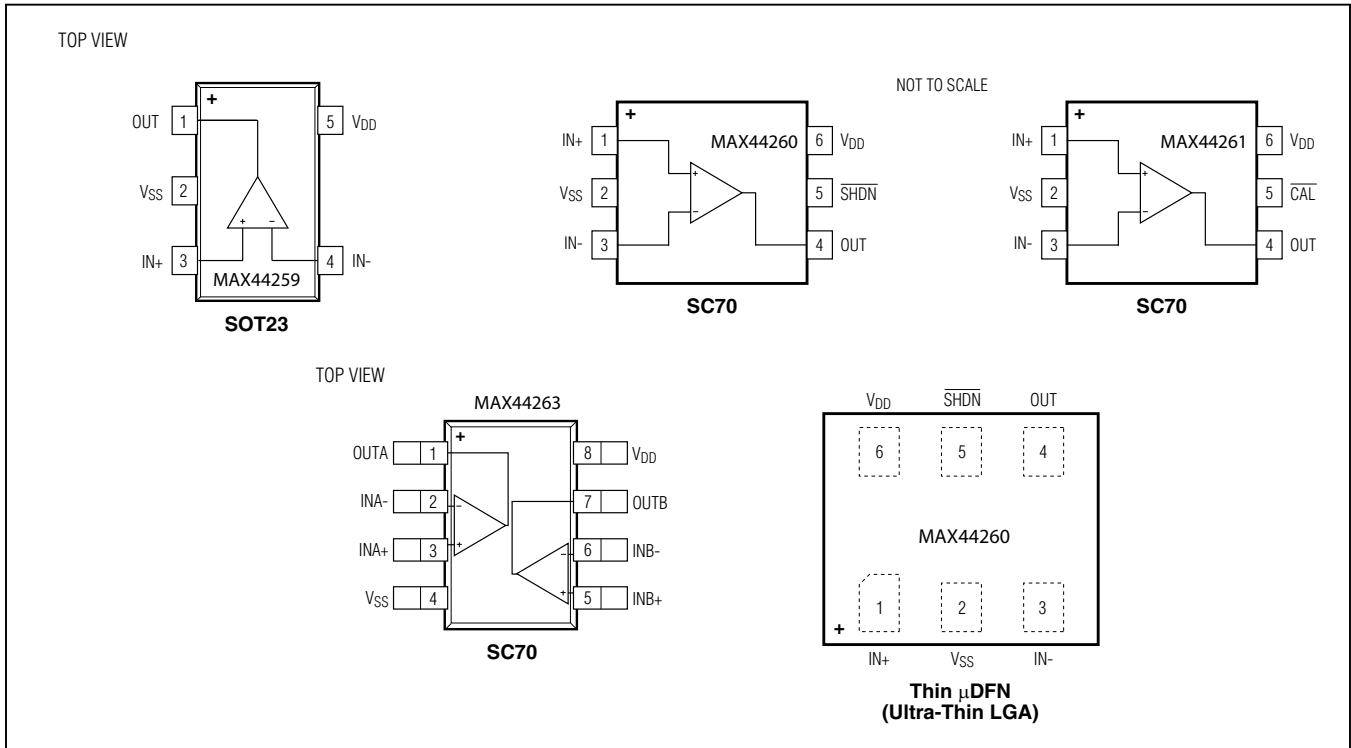 TOP VIEW
NOT TO SCALE
+
OUT 1
5 VDD
VSS 2
+ −
IN+ 3
4 IN-
MAX44259
SOT23
+
IN+ 1
MAX44260
6 VDD
+
VSS 2
5 SHDN
−
IN- 3
4 OUT
SC70
+
IN+ 1
MAX44261
6 VDD
+
VSS 2
5 CAL
−
IN- 3
4 OUT
SC70
TOP VIEW
MAX44263
+
OUTA 1
8 VDD
INA- 2
−
7 OUTB
INA+ 3
+
6 INB-
−
VSS 4
5 INB+
+
SC70
VDD SHDN OUT
6 5 4
MAX44260
1 2 3
+
IN+ VSS IN-
Thin µDFN
(Ultra-Thin LGA)